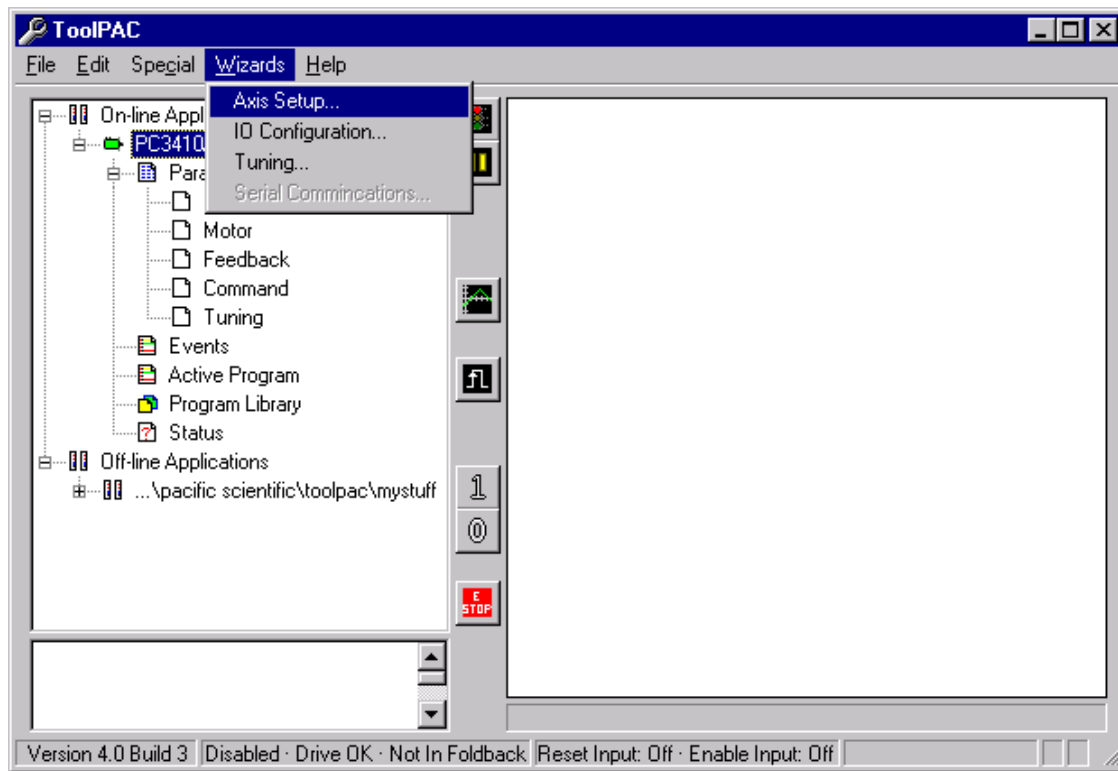 ToolPAC
File Edit Special Wizards Help
Axis Setup...
IO Configuration...
Tuning...
Serial Commincations...
On-line Appl
PC3410
Para
Motor
Feedback
Command
Tuning
Events
Active Program
Program Library
Status
Off-line Applications
...\pacific scientific\toolpac\mystuff
1
0
E
STOP
Version 4.0 Build 3 Disabled · Drive OK · Not In Foldback Reset Input: Off · Enable Input: Off